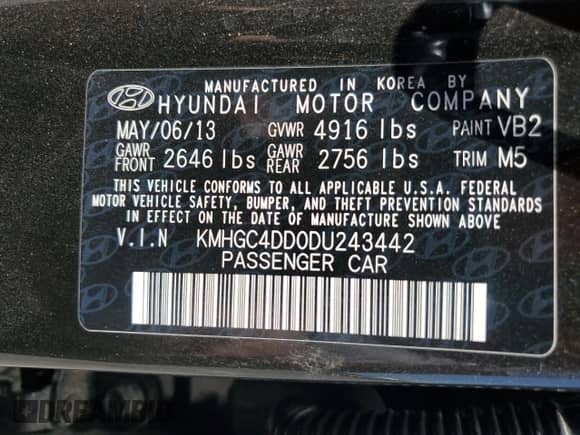 MANUFACTURED IN KOREA BY
HYUNDAI MOTOR COMPANY
MAY/06/13 GVWR 4916 lbs PAINT VB2
GAWR FRONT 2646 lbs GAWR REAR 2756 lbs TRIM M5
THIS VEHICLE CONFORMS TO ALL APPLICABLE U.S.A. FEDERAL
MOTOR VEHICLE SAFETY, BUMPER, AND THEFT PREVENTION STANDARDS
IN EFFECT ON THE DATE OF MANUFACTURE SHOWN ABOVE
V.I.N KMHGC4DD0DU243442
PASSENGER CAR
DREAMBID